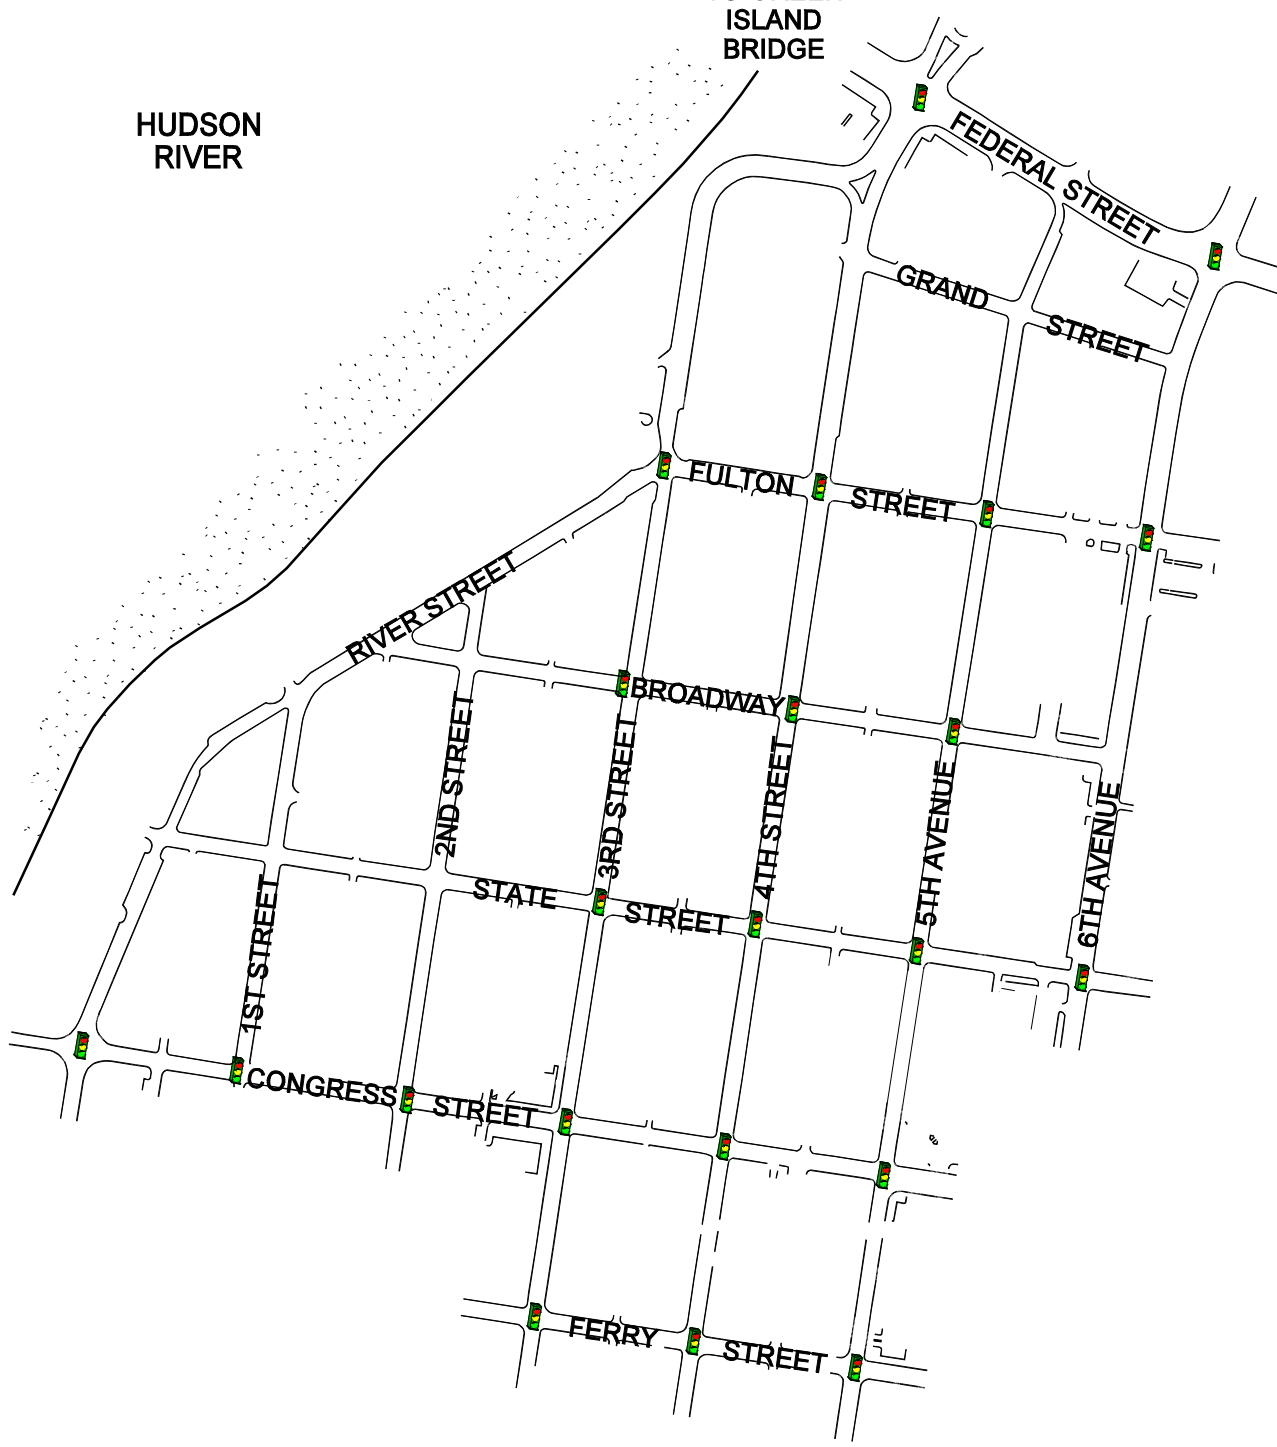 ISLAND
BRIDGE
HUDSON
RIVER
FEDERAL STREET
GRAND
STREET
FULTON
STREET
RIVER STREET
BROADWAY
2ND STREET
3RD STREET
4TH STREET
5TH AVENUE
6TH AVENUE
STATE
STREET
1ST STREET
CONGRESS
STREET
FERRY
STREET